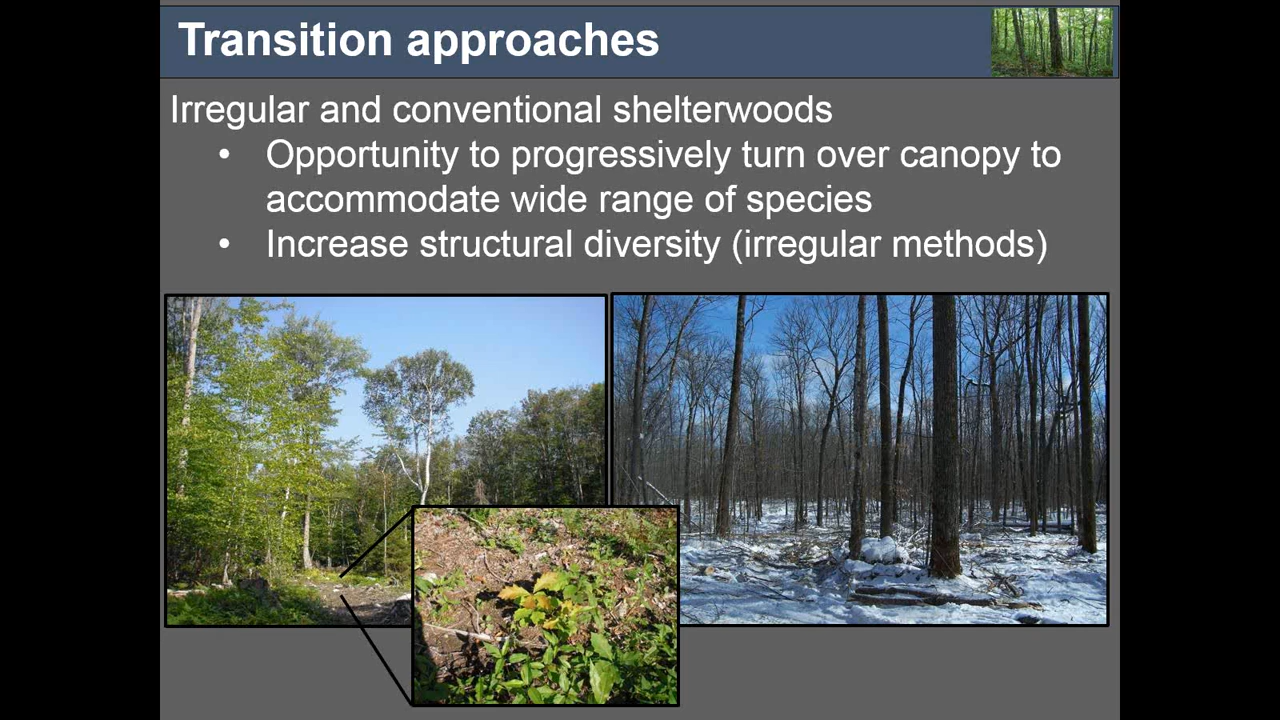 Transition approaches
Irregular and conventional shelterwoods
• Opportunity to progressively turn over canopy to
accommodate wide range of species
• Increase structural diversity (irregular methods)